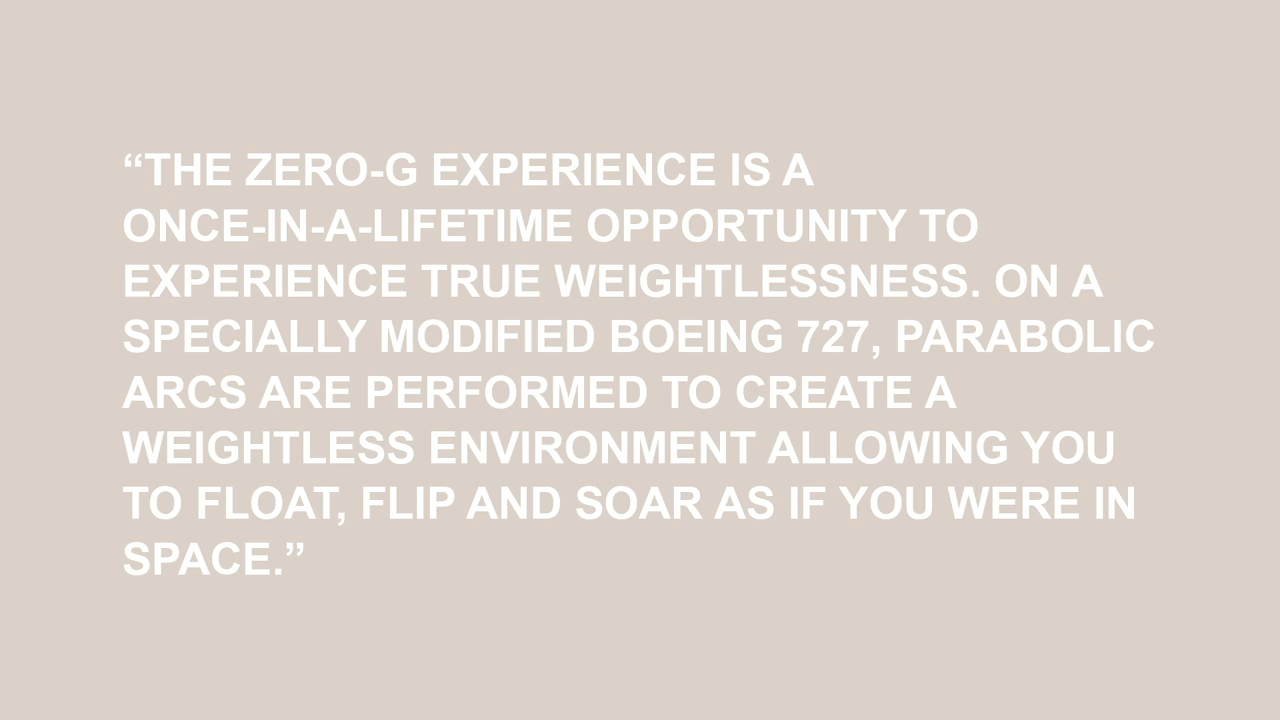 “THE ZERO-G EXPERIENCE IS A
ONCE-IN-A-LIFETIME OPPORTUNITY TO
EXPERIENCE TRUE WEIGHTLESSNESS. ON A
SPECIALLY MODIFIED BOEING 727, PARABOLIC
ARCS ARE PERFORMED TO CREATE A
WEIGHTLESS ENVIRONMENT ALLOWING YOU
TO FLOAT, FLIP AND SOAR AS IF YOU WERE IN
SPACE.”